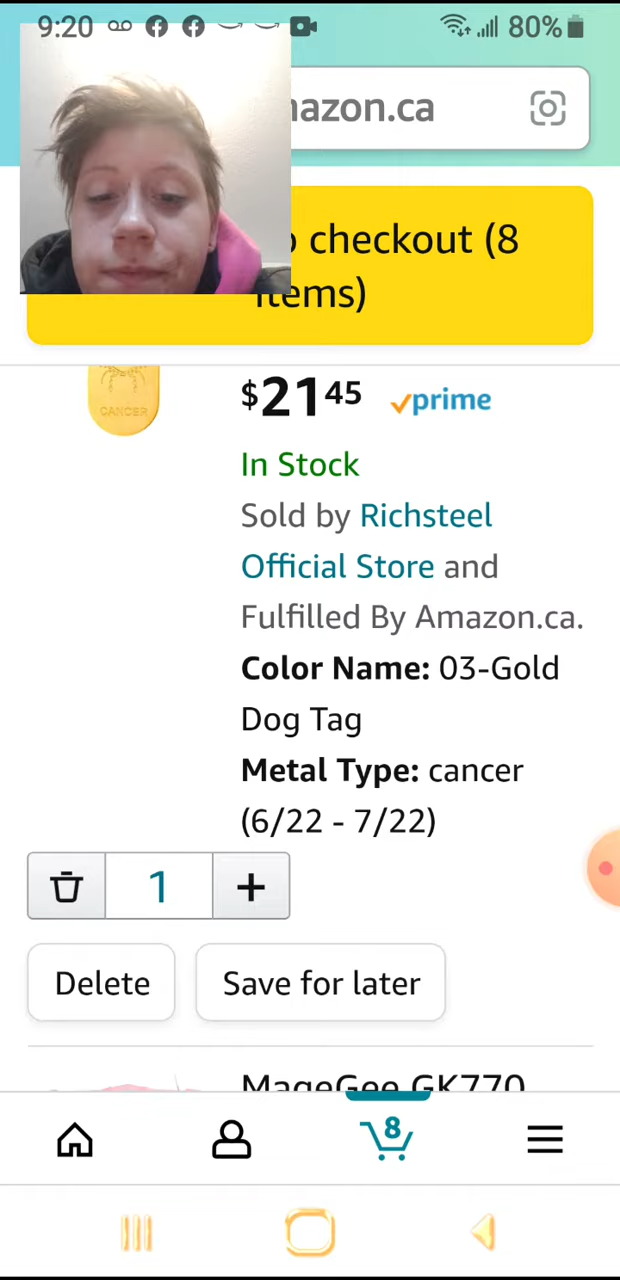 9:20 80%
mazon.ca
checkout (8
items)
CANCER
$21 45 prime
In Stock
Sold by Richsteel
Official Store and
Fulfilled By Amazon.ca.
Color Name: 03-Gold
Dog Tag
Metal Type: cancer
(6/22 - 7/22)
1
Delete Save for later
MageGee GK770
8